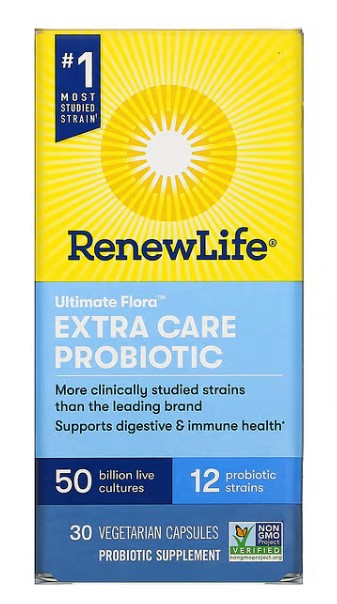 #1
MOST
STUDIED
STRAIN†
RenewLife®
Ultimate Flora™
EXTRA CARE
PROBIOTIC
More clinically studied strains
than the leading brand
Supports digestive & immune health*
50 billion live
cultures
12 probiotic
strains
30 VEGETARIAN CAPSULES
PROBIOTIC SUPPLEMENT
NON
GMO
Project
VERIFIED
nongmoproject.org